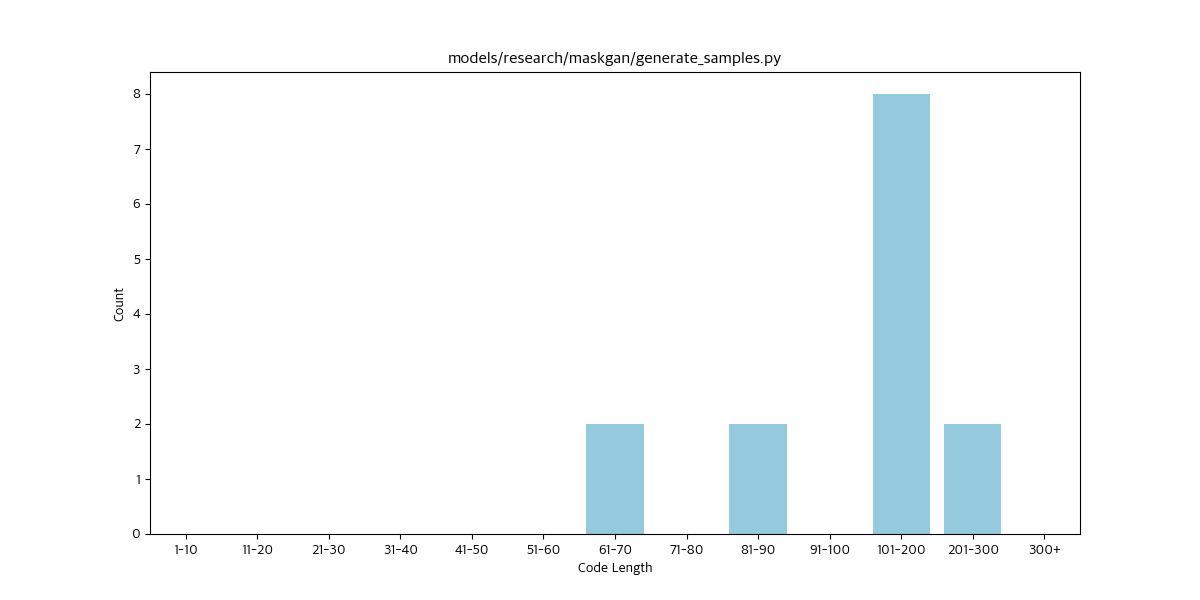 models/research/maskgan/generate_samples.py
8
7
6
5
4
3
2
1
0
Count
1-10 11-20 21-30 31-40 41-50 51-60 61-70 71-80 81-90 91-100 101-200 201-300 300+
Code Length